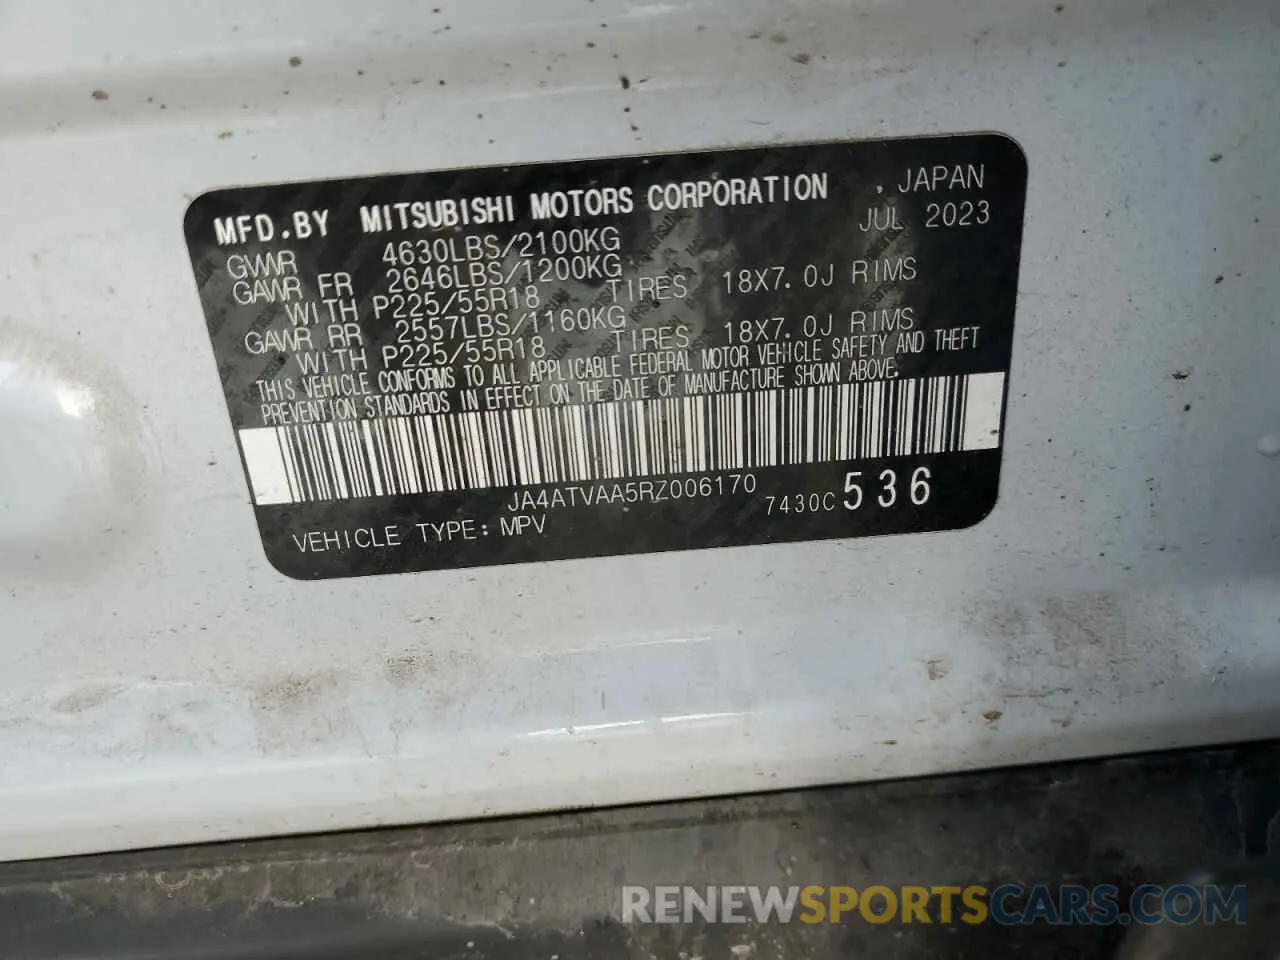 MFD.BY MITSUBISHI MOTORS CORPORATION , JAPAN
JUL 2023
GVWR 4630LBS/2100KG
GAWR FR 2646LBS/1200KG
WITH P225/55R18 TIRES 18X7.0J RIMS
GAWR RR 2557LBS/1160KG
WITH P225/55R18 TIRES 18X7.0J RIMS
THIS VEHICLE CONFORMS TO ALL APPLICABLE FEDERAL MOTOR VEHICLE SAFETY AND THEFT
PREVENTION STANDARDS IN EFFECT ON THE DATE OF MANUFACTURE SHOWN ABOVE.
JA4ATVAA5RZ006170
7430C 536
VEHICLE TYPE: MPV
RENEWSPORTSCARS.COM